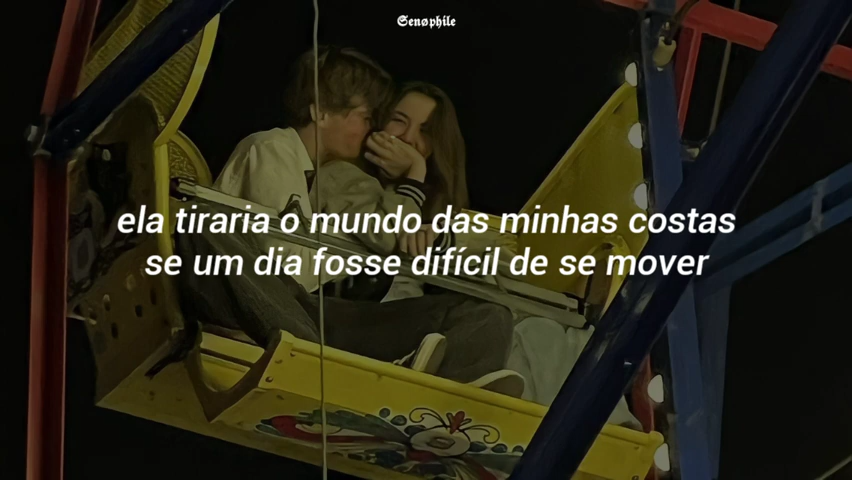 Senøphile
ela tiraria o mundo das minhas costas
se um dia fosse difícil de se mover